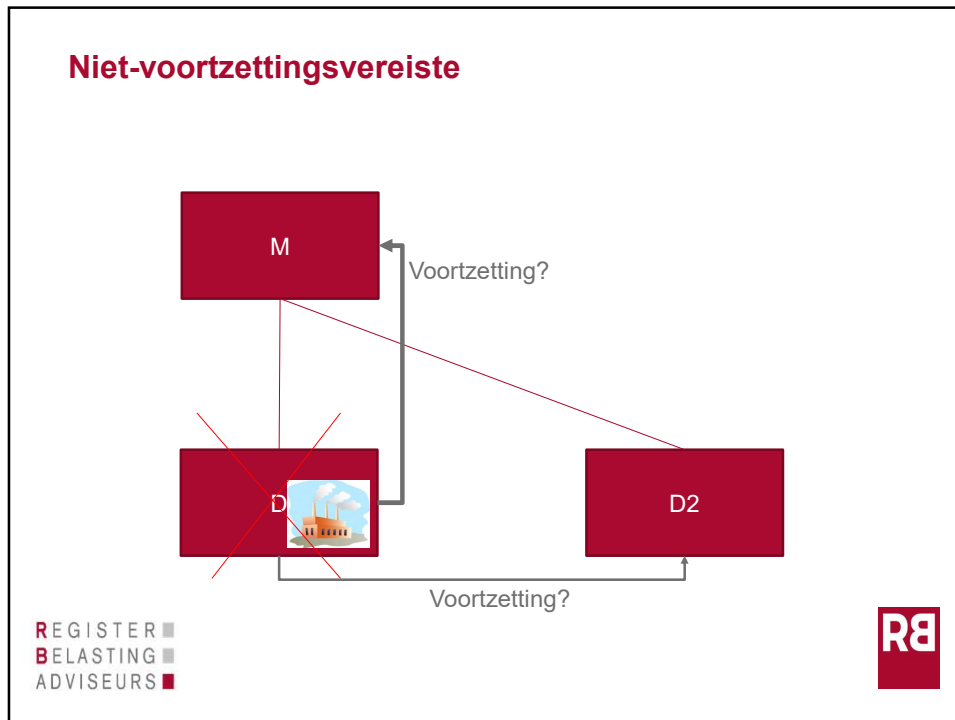 Niet-voortzettingsvereiste
M
Voortzetting?
D
D2
Voortzetting?
REGISTER
BELASTING
ADVISEURS
RB